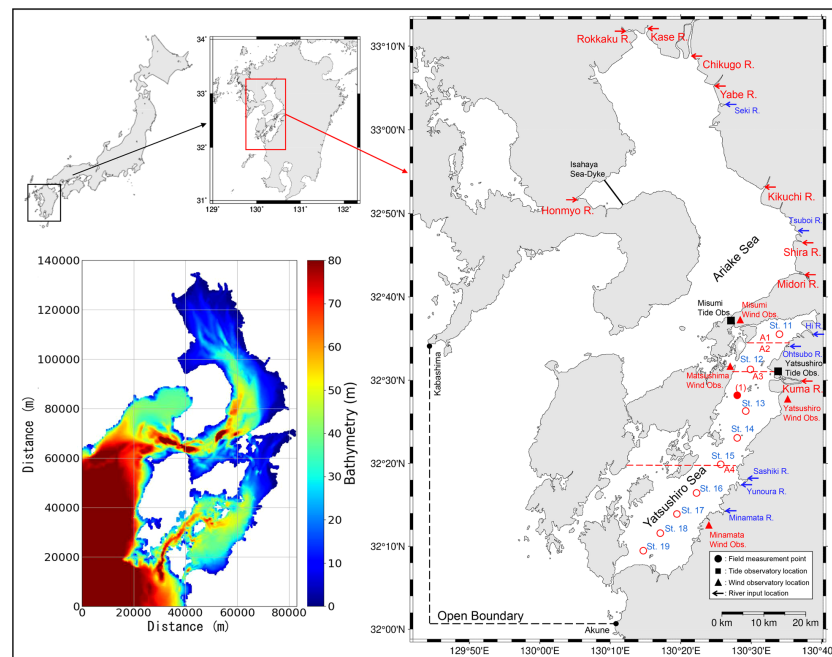 34˚
33˚
32˚
31˚
129˚
130˚
131˚
132˚
140000
120000
100000
80000
60000
40000
20000
0
Distance (m)
0
20000
40000
60000
80000
Distance (m)
80
70
60
50
40
30
20
10
0
Bathymetry (m)
33˚10'N
33˚00'N
32˚50'N
32˚40'N
32˚30'N
32˚20'N
32˚10'N
32˚00'N
129˚50'E
130˚00'E
130˚10'E
130˚20'E
130˚30'E
130˚40'E
Rokkaku R.
Kase R.
Chikugo R.
Yabe R.
Seki R.
Isahaya
Sea-Dyke
Honmyo R.
Kikuchi R.
Tsuboi R.
Shira R.
Midori R.
Ariake Sea
Misumi
Tide Obs.
Misumi
Wind Obs.
St. 11
Hi R.
A1
A2
Ohtsubo R.
St. 12
Yatsushiro
Tide Obs.
Matsushima
Wind Obs.
A3
Kuma R.
(1)
St. 13
Yatsushiro
Wind Obs.
St. 14
St. 15
A4
Sashiki R.
Yunoura R.
St. 16
Yatsushiro Sea
St. 17
Minamata R.
St. 18
Minamata
Wind Obs.
St. 19
Kabashima
Open Boundary
Akune
: Field measurement point
: Tide observatory location
: Wind observatory location
: River input location
0 10 20
20 km